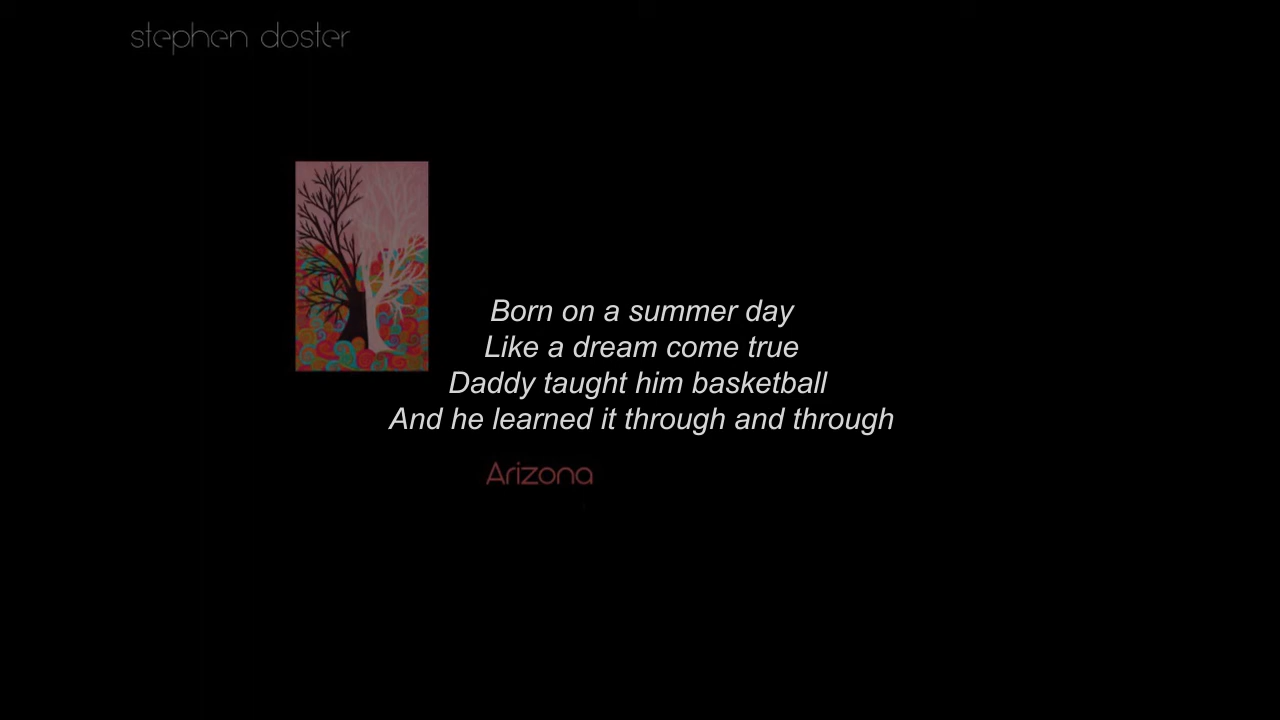 stephen doster
Born on a summer day
Like a dream come true
Daddy taught him basketball
And he learned it through and through
Arizona